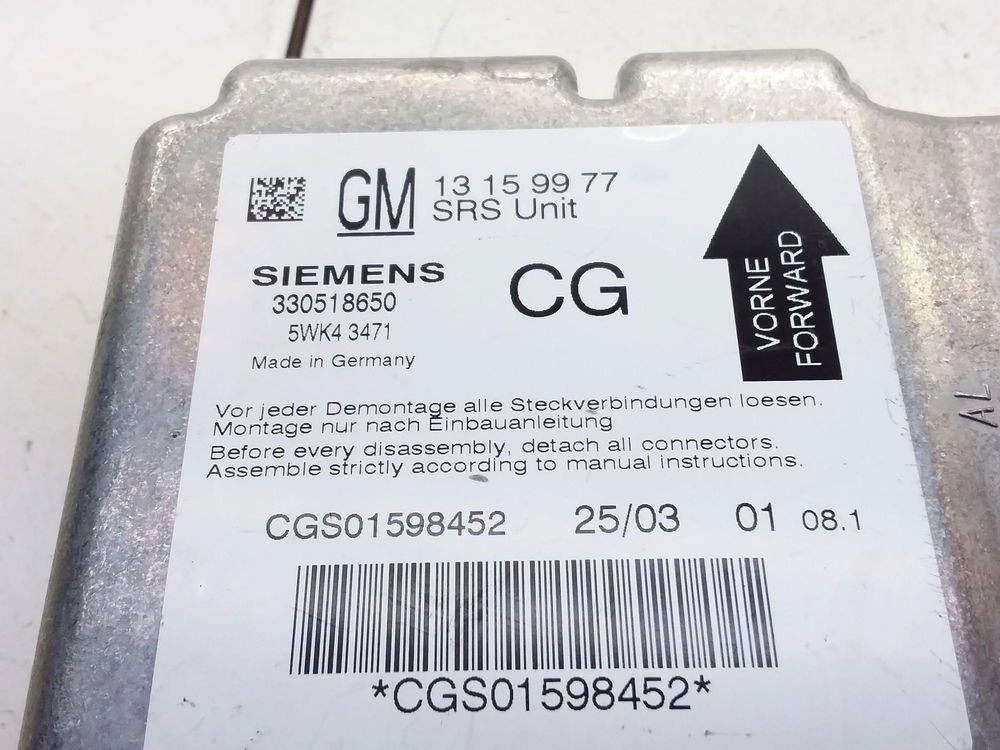 GM 13 159 99 77
SRS Unit
SIEMENS
330518650
5WK4 3471
Made in Germany
CG
VORNE
FORWARD
Vor jeder Demontage alle Steckverbindungen loesen.
Montage nur nach Einbauanleitung
Before every disassembly, detach all connectors.
Assemble strictly according to manual instructions.
CGS01598452 25/03 01 08.1
*CGS01598452*
AL